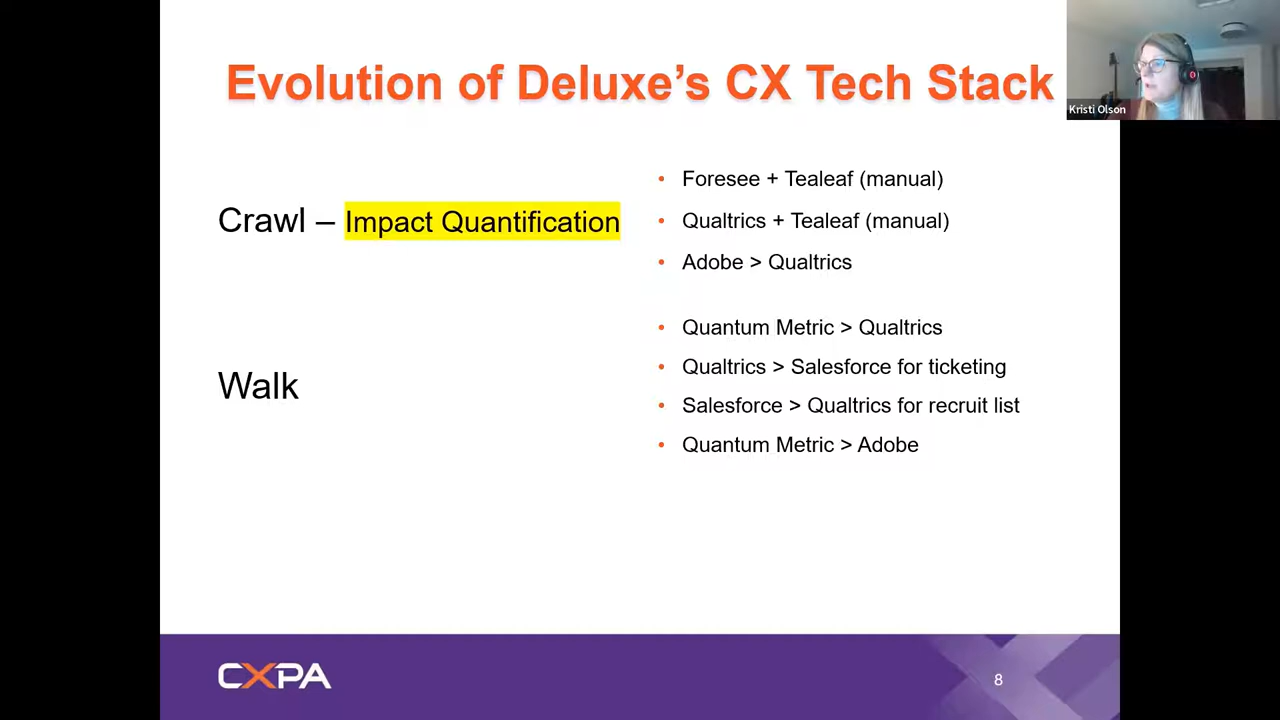 Evolution of Deluxe’s CX Tech Stack
Kristi Olson
Crawl – Impact Quantification
• Foresee + Tealeaf (manual)
• Qualtrics + Tealeaf (manual)
• Adobe > Qualtrics
Walk
• Quantum Metric > Qualtrics
• Qualtrics > Salesforce for ticketing
• Salesforce > Qualtrics for recruit list
• Quantum Metric > Adobe
CXPA
8